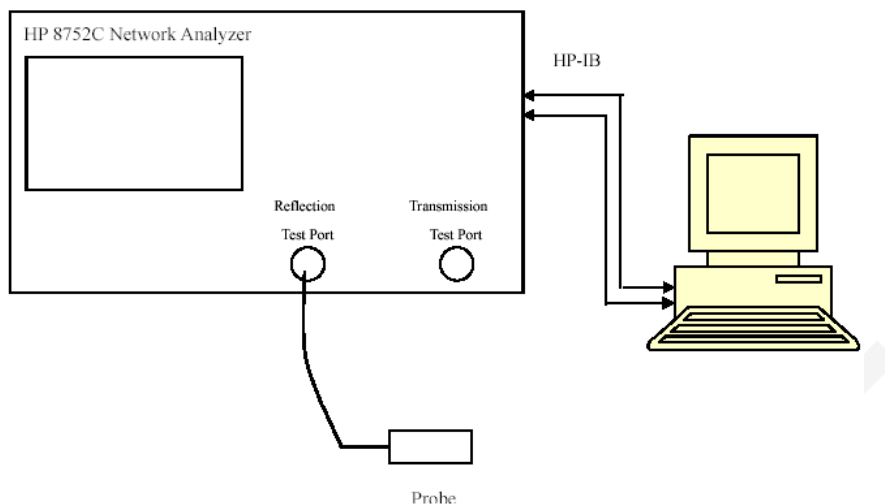 HP 8752C Network Analyzer
HP-IB
Reflection
Test Port
Transmission
Test Port
Probe